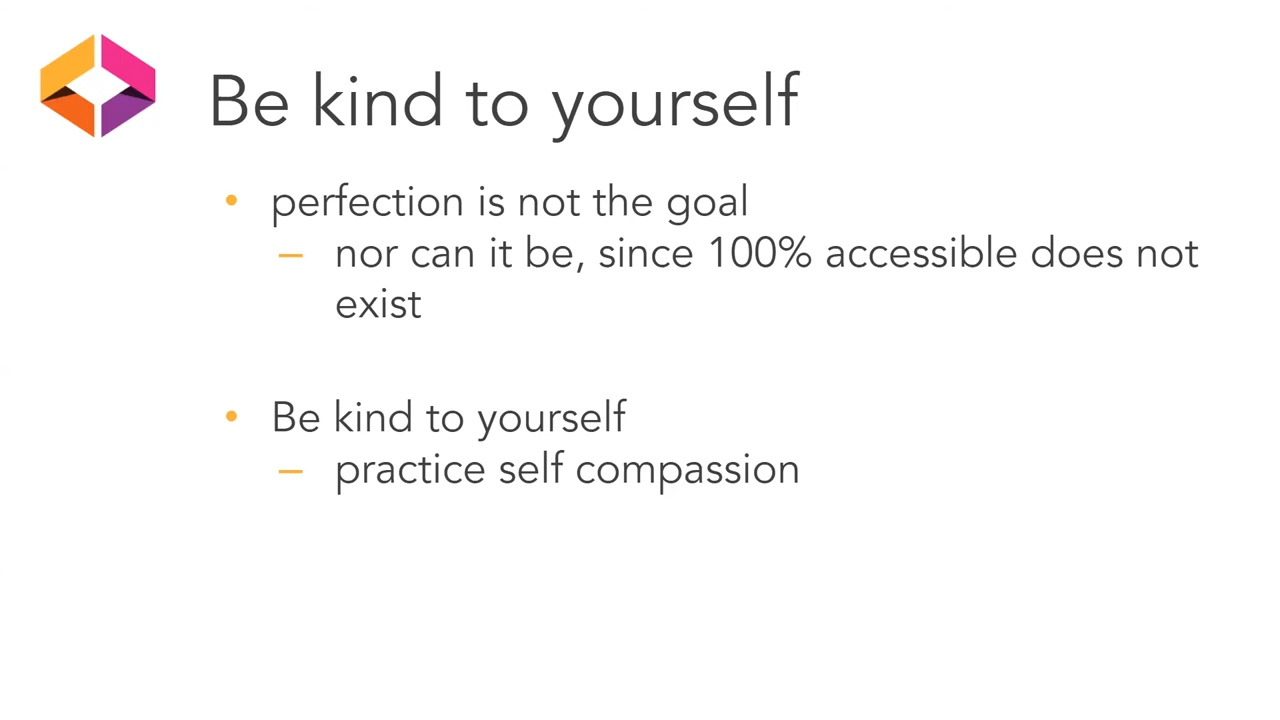 Be kind to yourself
• perfection is not the goal
– nor can it be, since 100% accessible does not
exist
• Be kind to yourself
– practice self compassion